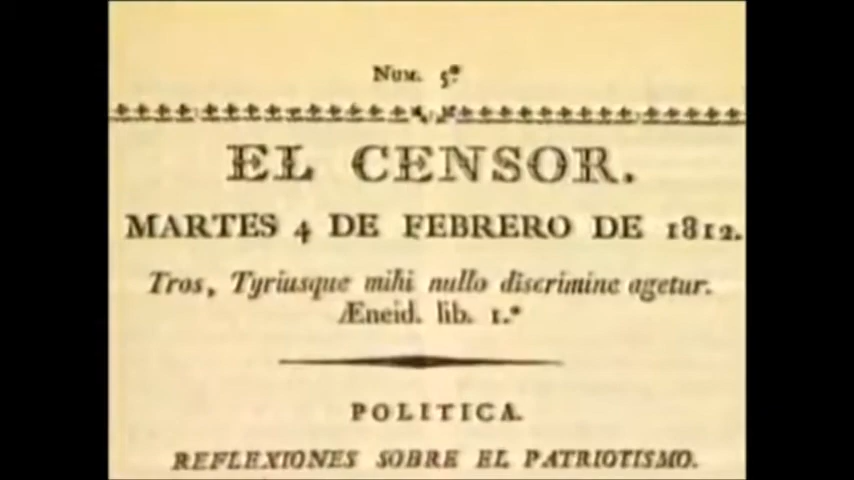 Num. 5.º
EL CENSOR.
MARTES 4 DE FEBRERO DE 1812.
Tros, Tyriusque mihi nullo discrimine agetur.
Æneid. lib. 1.º
POLITICA.
REFLEXIONES SOBRE EL PATRIOTISMO.